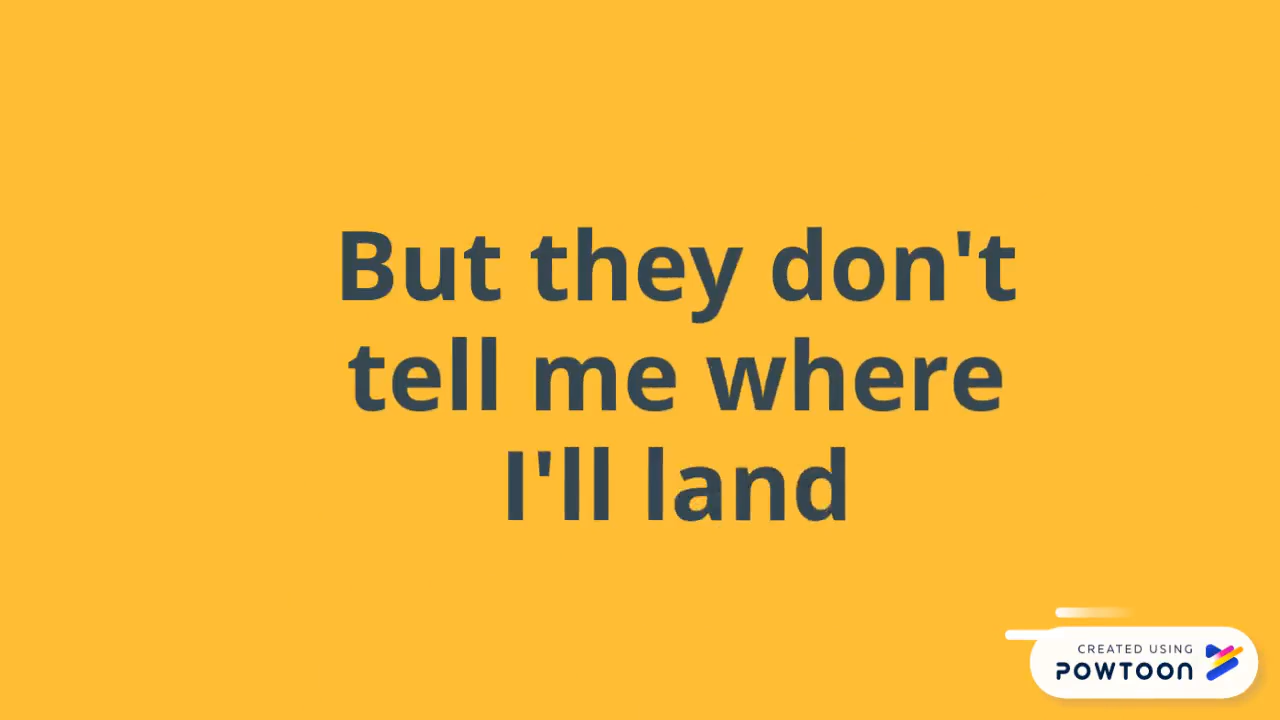 But they don't
tell me where
I'll land
CREATED USING
POWTOON